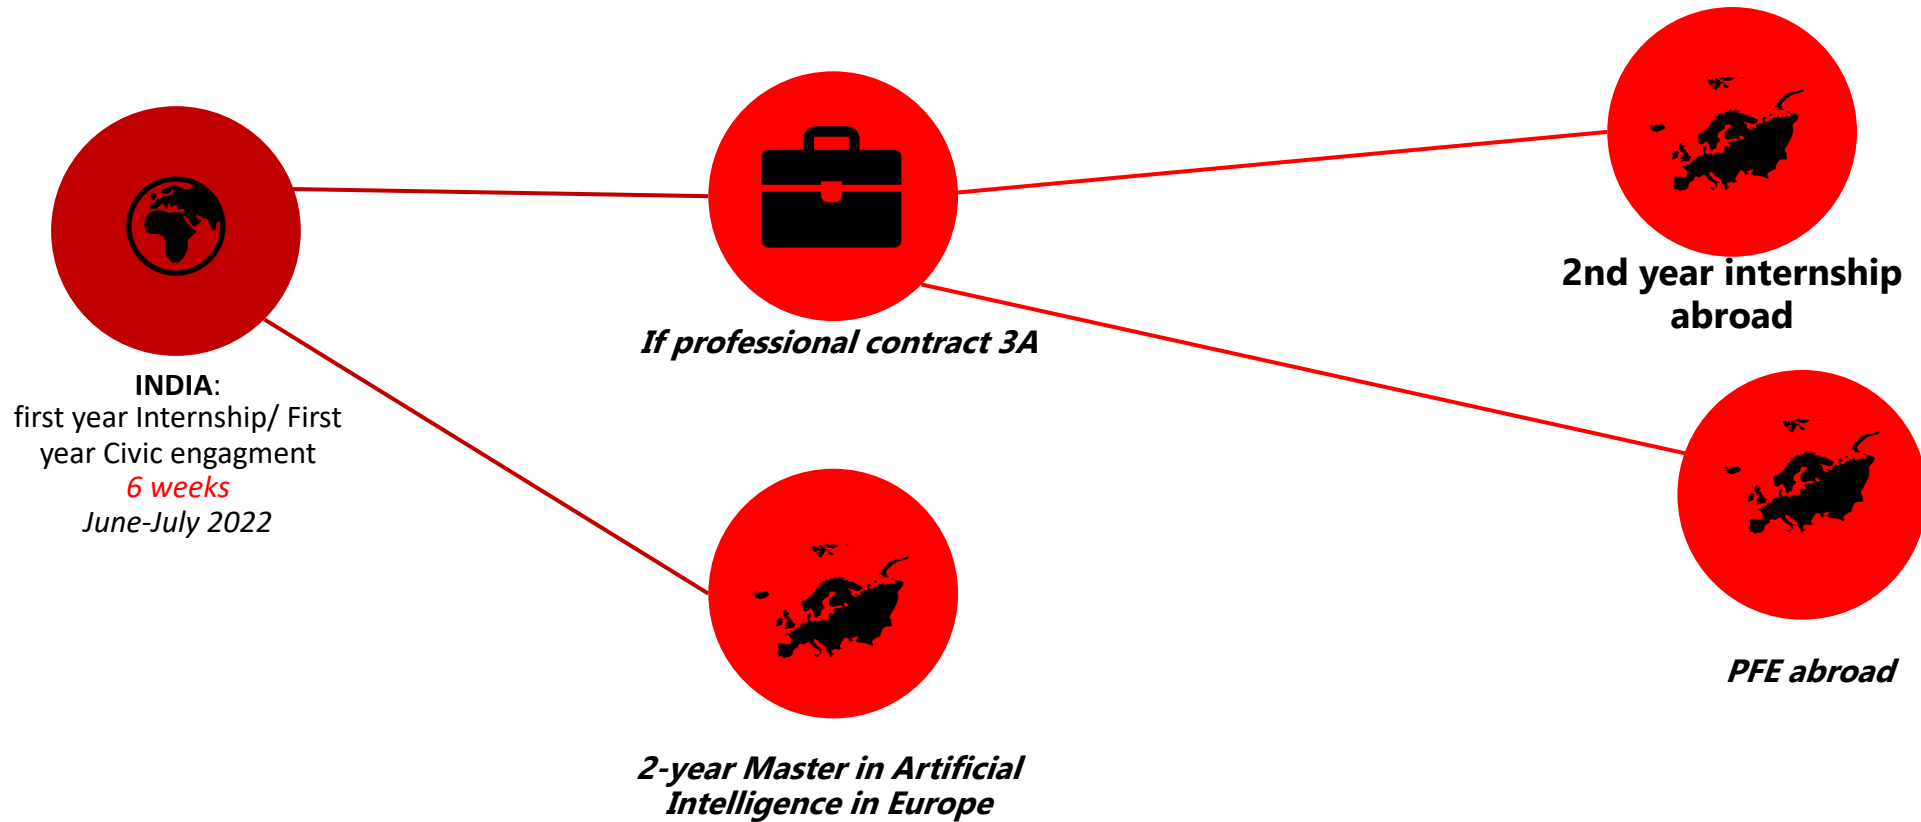 INDIA:
first year Internship/ First
year Civic engagment
6 weeks
June-July 2022
If professional contract 3A
2-year Master in Artificial
Intelligence in Europe
2nd year internship
abroad
PFE abroad